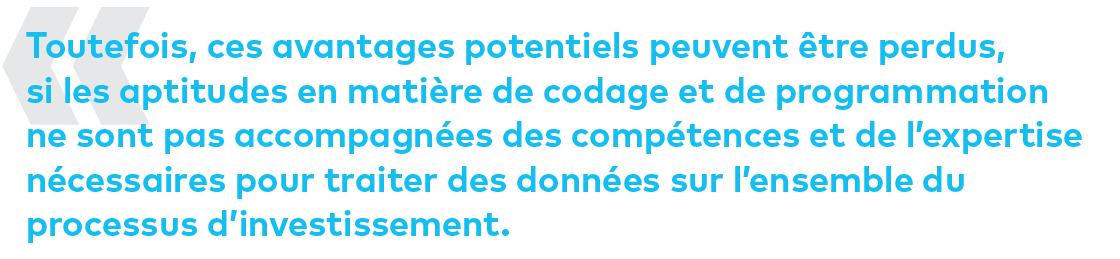 Toutefois, ces avantages potentiels peuvent être perdus,
si les aptitudes en matière de codage et de programmation
ne sont pas accompagnées des compétences et de l’expertise
nécessaires pour traiter des données sur l’ensemble du
processus d’investissement.